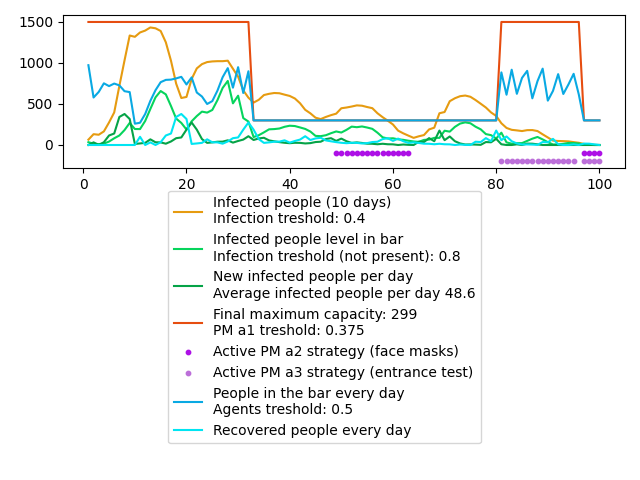 1500
1000
500
0
0
20
40
60
80
100
Infected people (10 days)
Infection treshold: 0.4
Infected people level in bar
Infection treshold (not present): 0.8
New infected people per day
Average infected people per day 48.6
Final maximum capacity: 299
PM a1 treshold: 0.375
Active PM a2 strategy (face masks)
Active PM a3 strategy (entrance test)
People in the bar every day
Agents treshold: 0.5
Recovered people every day